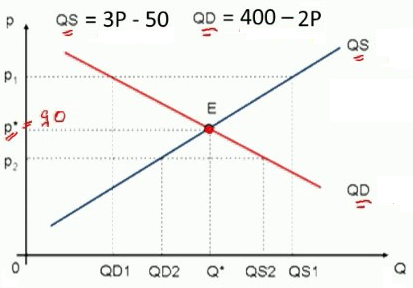 P QS = 3P - 50 QD = 400 – 2P
QS
P1
E
P* = 90
P2
QD
0 QD1 QD2 Q* QS2 QS1 Q